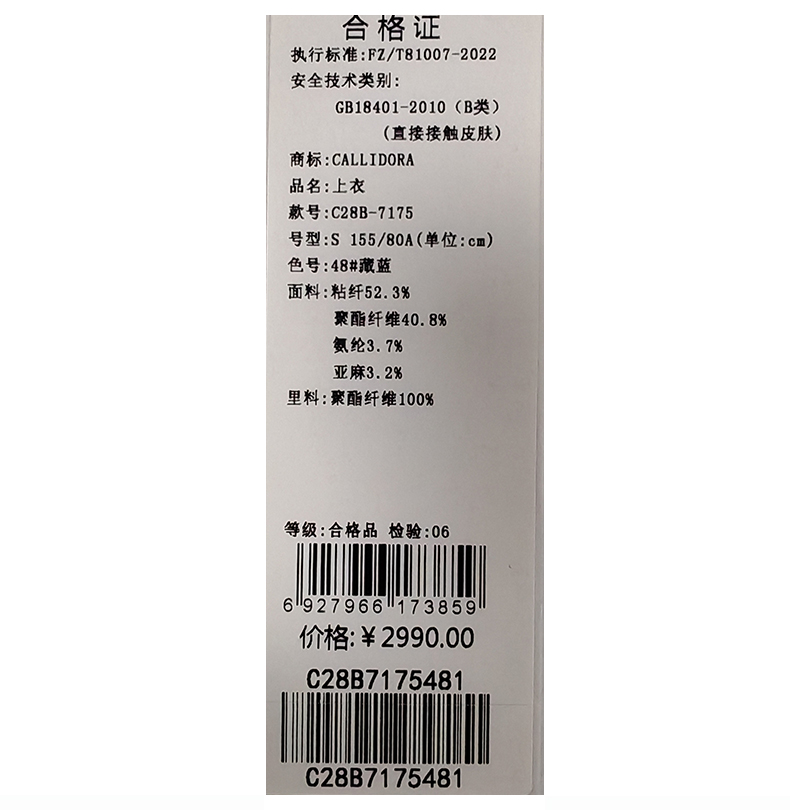 合格证
执行标准:FZ/T81007-2022
安全技术类别:
GB18401-2010（B类）
(直接接触皮肤)
商标:CALLIDORA
品名:上衣
款号:C28B-7175
号型:S 155/80A(单位:cm)
色号:48#藏蓝
面料:粘纤52.3%
聚酯纤维40.8%
氨纶3.7%
亚麻3.2%
里料:聚酯纤维100%
等级:合格品 检验:06
6 927966 173859
价格:¥2990.00
C28B7175481
C28B7175481